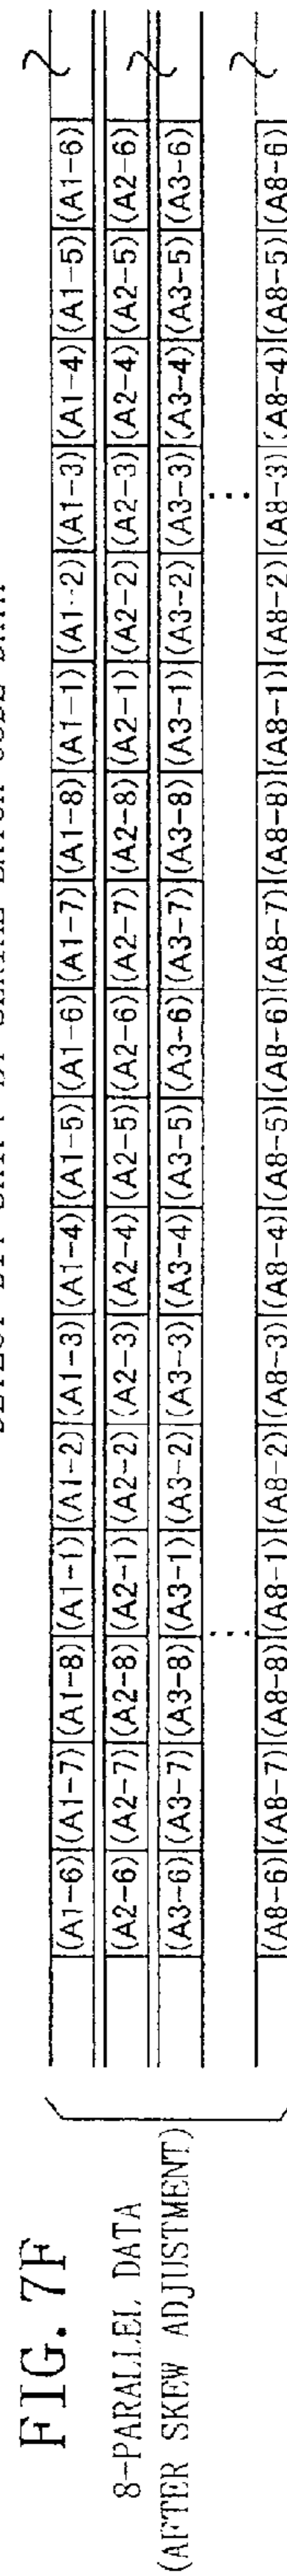 FIG. 7F
8-PARALLEL DATA
(AFTER SKEW ADJUSTMENT)
(A1-6) (A1-7) (A1-8) (A1-1) (A1-2) (A1-3) (A1-4) (A1-5) (A1-6) (A1-7) (A1-8) (A1-1) (A1-2) (A1-3) (A1-4) (A1-5) (A1-6)
(A2-6) (A2-7) (A2-8) (A2-1) (A2-2) (A2-3) (A2-4) (A2-5) (A2-6) (A2-7) (A2-8) (A2-1) (A2-2) (A2-3) (A2-4) (A2-5) (A2-6)
(A3-6) (A3-7) (A3-8) (A3-1) (A3-2) (A3-3) (A3-4) (A3-5) (A3-6) (A3-7) (A3-8) (A3-1) (A3-2) (A3-3) (A3-4) (A3-5) (A3-6)
(A8-6) (A8-7) (A8-8) (A8-1) (A8-2) (A8-3) (A8-4) (A8-5) (A8-6) (A8-7) (A8-8) (A8-1) (A8-2) (A8-3) (A8-4) (A8-5) (A8-6)